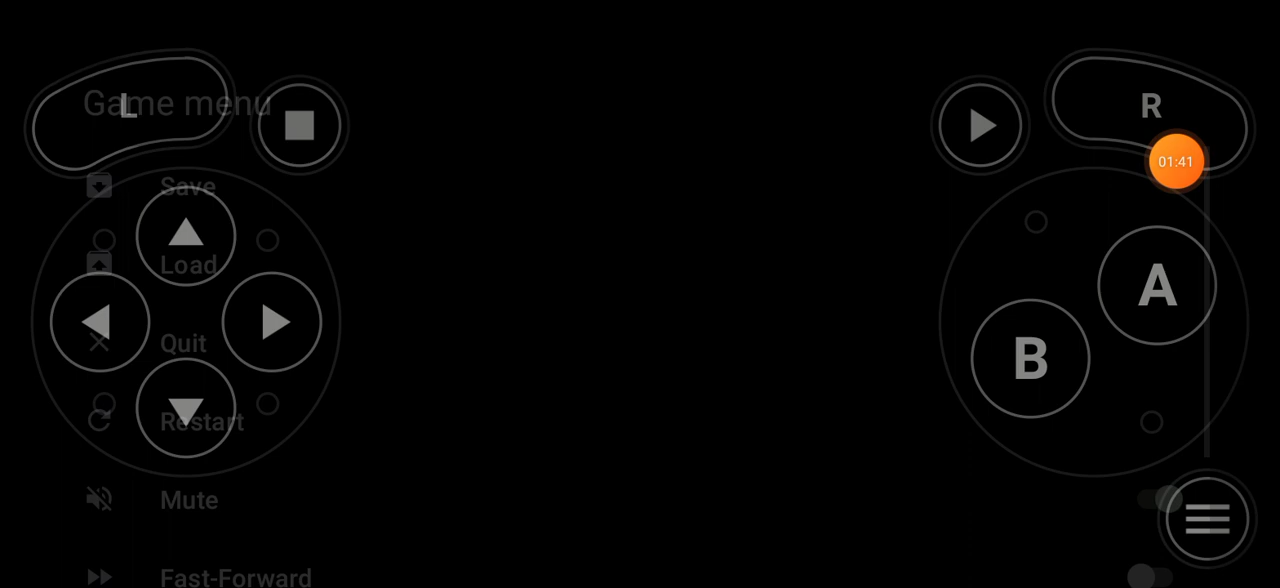 Game menu
L
R
01:41
Save
Load
A
Quit
B
Restart
Mute
Fast-Forward